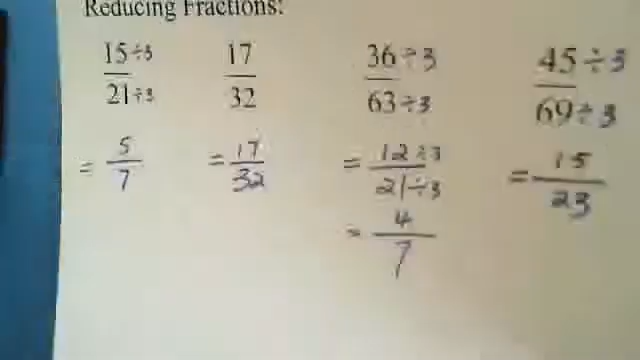 Reducing Fractions:
15÷3 17 36÷3 45÷3
21÷3 32 63÷3 69÷3
= 5/7 = 17/32 = 12÷3/21÷3 = 15/23
= 4/7